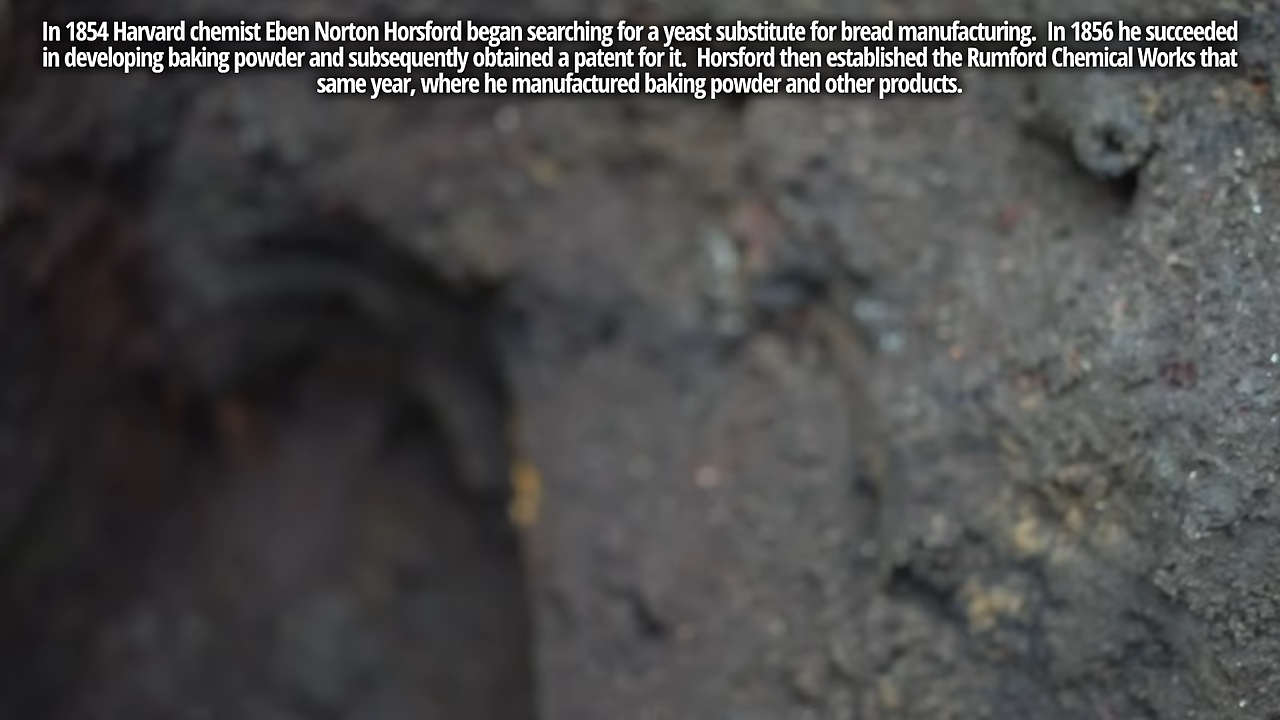 In 1854 Harvard chemist Eben Norton Horsford began searching for a yeast substitute for bread manufacturing.  In 1856 he succeeded
in developing baking powder and subsequently obtained a patent for it.  Horsford then established the Rumford Chemical Works that
same year, where he manufactured baking powder and other products.